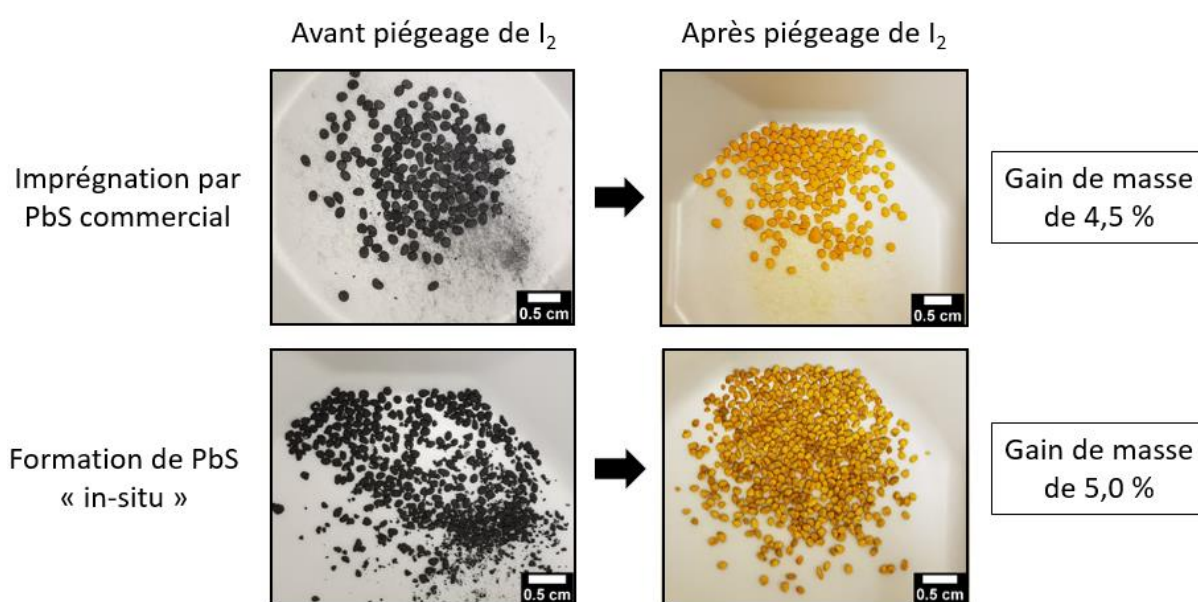 Avant piégeage de I₂
Après piégeage de I₂
Imprégnation par
PbS commercial
0.5 cm
0.5 cm
Gain de masse
de 4,5 %
Formation de PbS
« in-situ »
0.5 cm
0.5 cm
Gain de masse
de 5,0 %